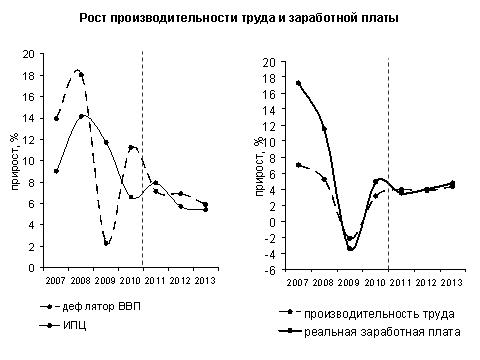 Рост производительности труда и заработной платы
прирост, %
20
18
16
14
12
10
8
6
4
2
0
2007 2008 2009 2010 2011 2012 2013
дефлятор ВВП
ИПЦ
прирост, %
20
18
16
14
12
10
8
6
4
2
0
-2
-4
-6
2007 2008 2009 2010 2011 2012 2013
производительность труда
реальная заработная плата